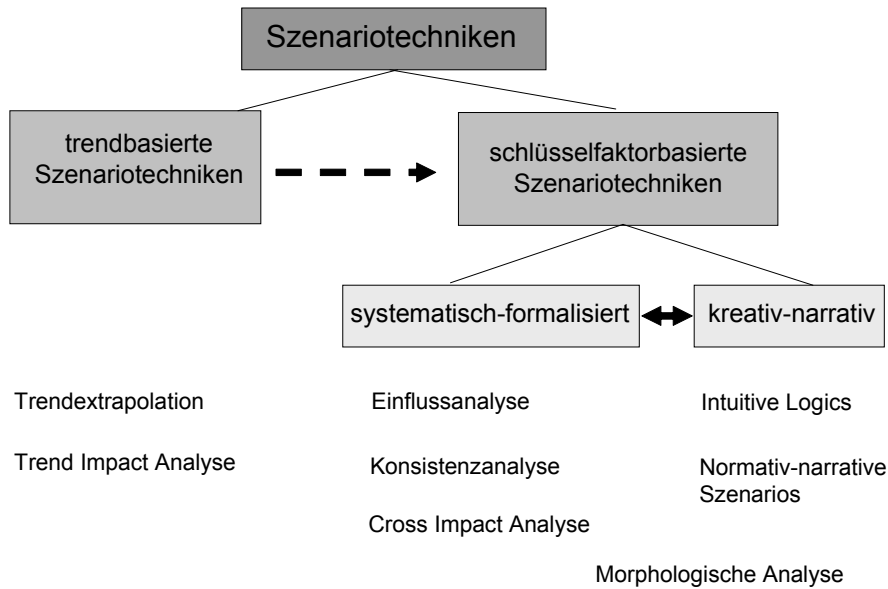 Szenariotechniken
trendbasierte
Szenariotechniken
schlüsselfaktorbasierte
Szenariotechniken
systematisch-formalisiert
kreativ-narrativ
Trendextrapolation
Einflussanalyse
Intuitive Logics
Trend Impact Analyse
Konsistenzanalyse
Normativ-narrative
Szenarios
Cross Impact Analyse
Morphologische Analyse